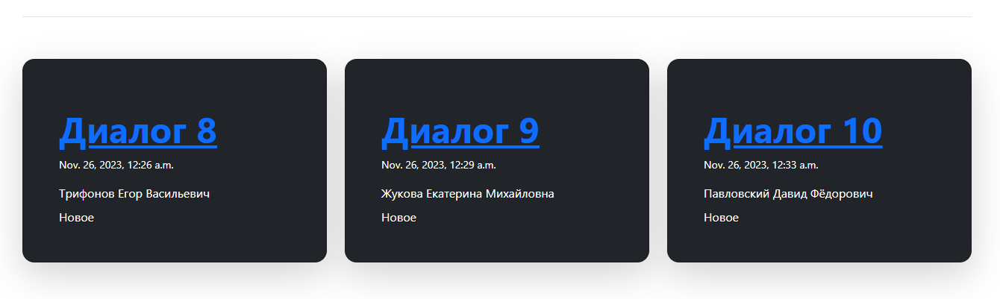 Диалог 8
Nov. 26, 2023, 12:26 a.m.
Трифонов Егор Васильевич
Новое
Диалог 9
Nov. 26, 2023, 12:29 a.m.
Жукова Екатерина Михайловна
Новое
Диалог 10
Nov. 26, 2023, 12:33 a.m.
Павловский Давид Фёдорович
Новое